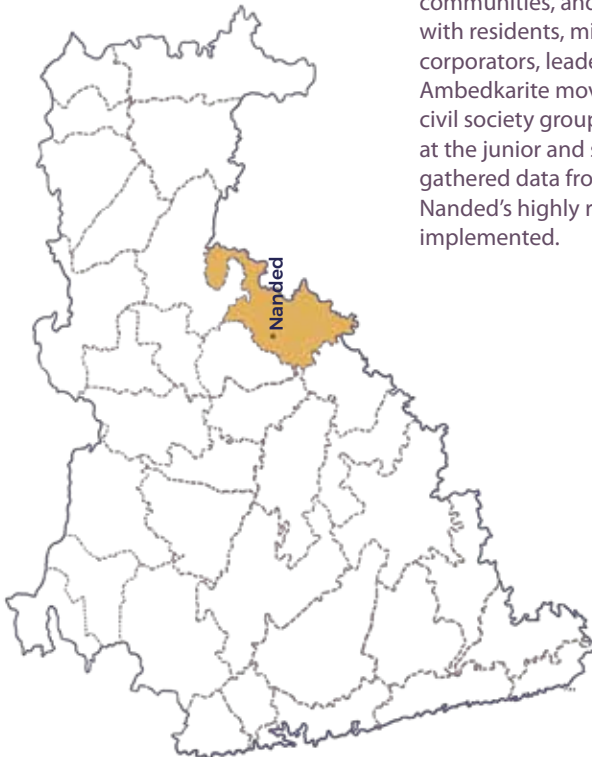 communities, and
with residents, mi
corporators, leade
Ambedkarite mov
civil society group
at the junior and s
gathered data fro
Nanded's highly r
implemented.
Nanded